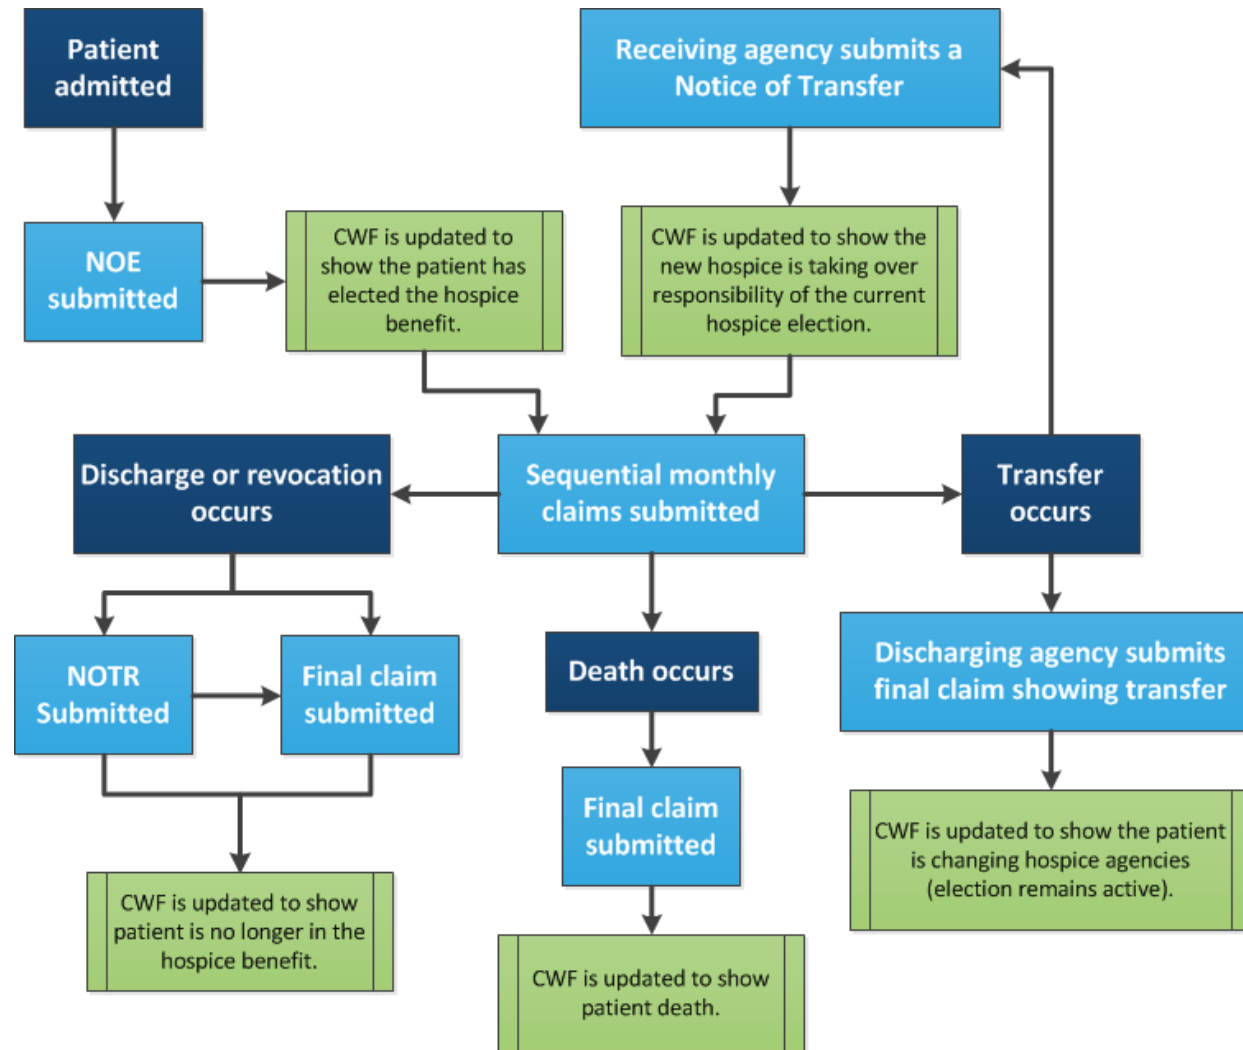 Patient
admitted
Receiving agency submits a
Notice of Transfer
NOE
submitted
CWF is updated to
show the patient has
elected the hospice
benefit.
CWF is updated to show the
new hospice is taking over
responsibility of the current
hospice election.
Discharge or revocation
occurs
Sequential monthly
claims submitted
Transfer
occurs
NOTR
Submitted
Final claim
submitted
Death occurs
Discharging agency submits
final claim showing transfer
Final claim
submitted
CWF is updated to show the patient
is changing hospice agencies
(election remains active).
CWF is updated to show
patient is no longer in the
hospice benefit.
CWF is updated to show
patient death.